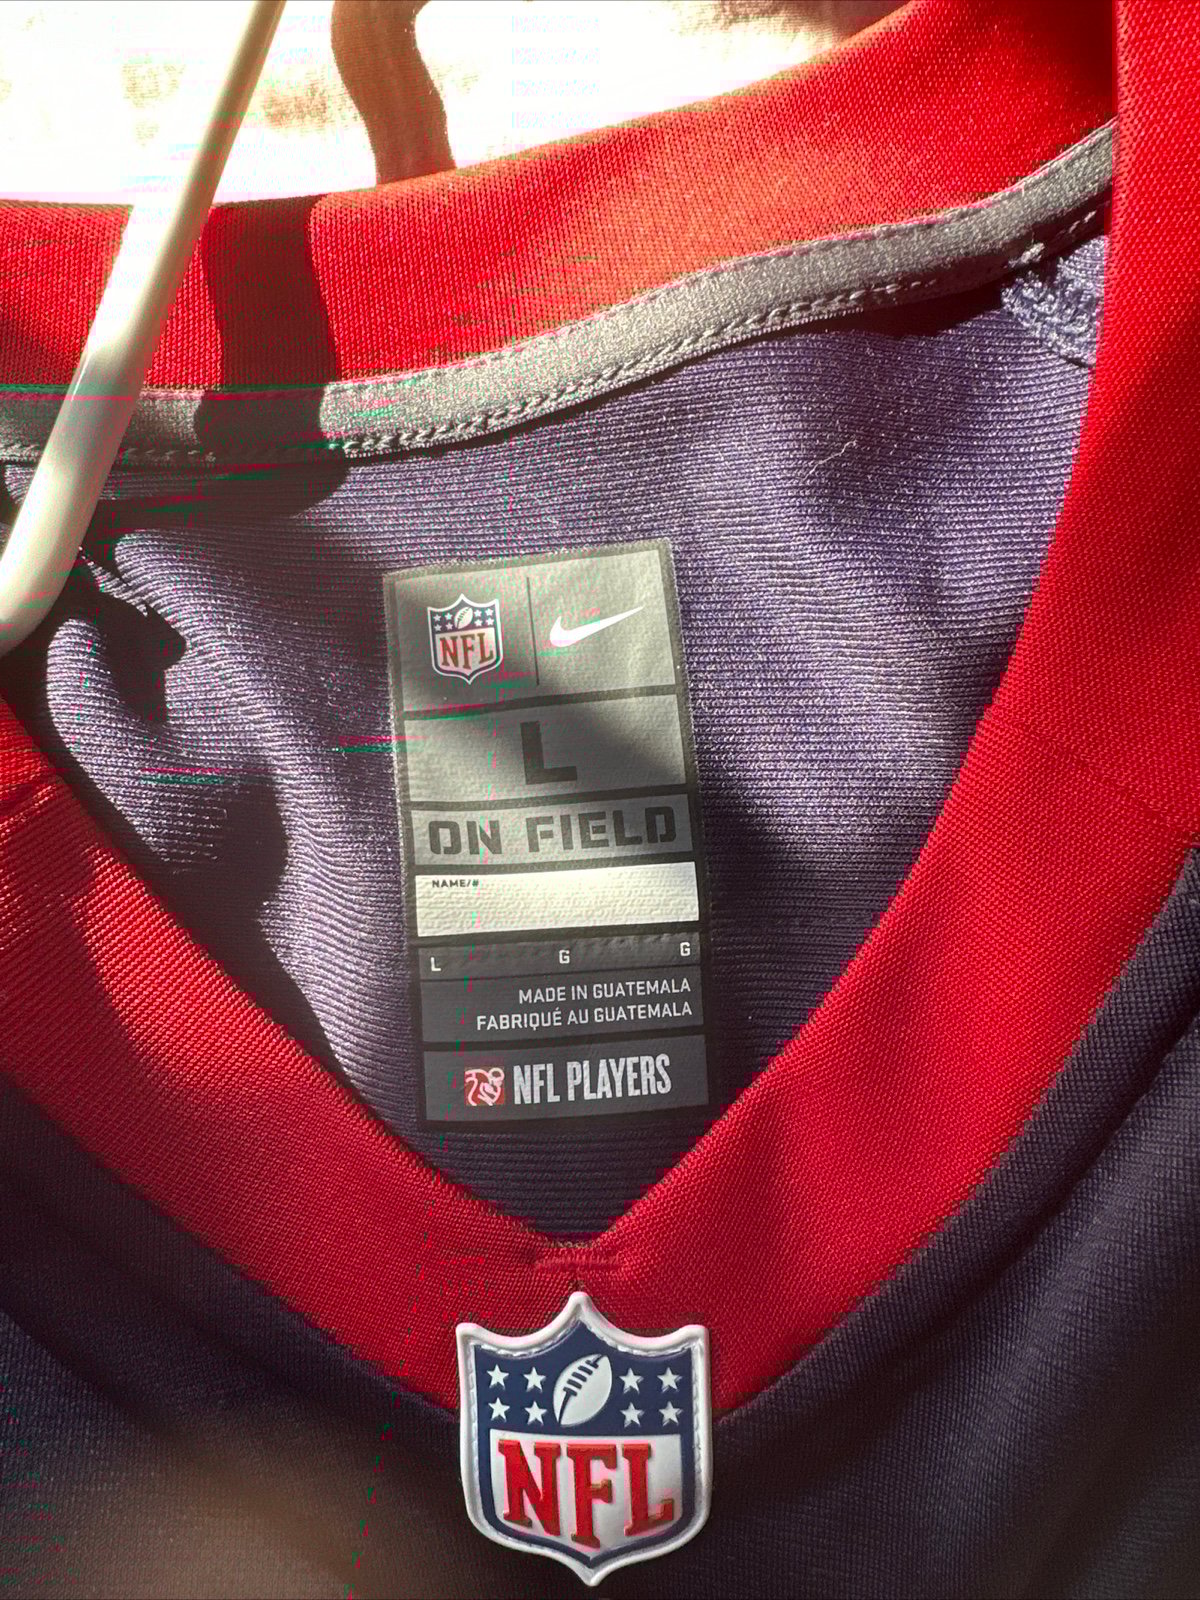 NFL
L
ON FIELD
NAME/#
L G G
MADE IN GUATEMALA
FABRIQUÉ AU GUATEMALA
NFL PLAYERS
NFL